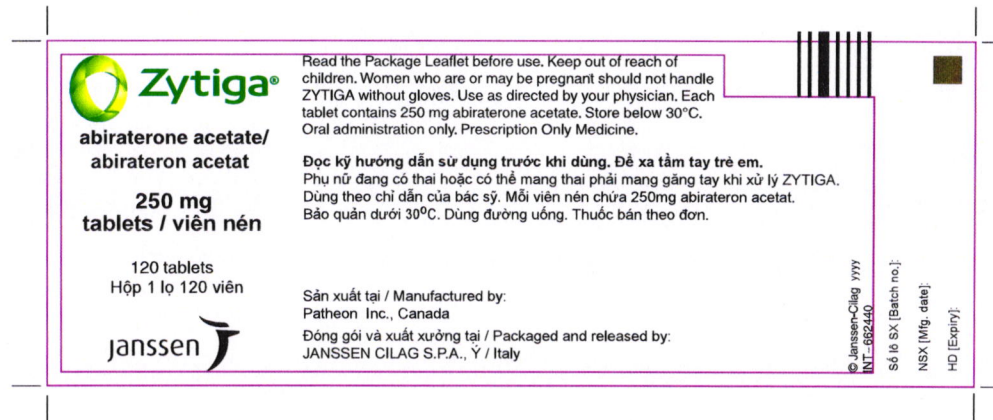 Zytiga®
abiraterone acetate/
abirateron acetat
250 mg
tablets / viên nén
120 tablets
Hộp 1 lọ 120 viên
janssen
Read the Package Leaflet before use. Keep out of reach of
children. Women who are or may be pregnant should not handle
ZYTIGA without gloves. Use as directed by your physician. Each
tablet contains 250 mg abiraterone acetate. Store below 30°C.
Oral administration only. Prescription Only Medicine.
Đọc kỹ hướng dẫn sử dụng trước khi dùng. Để xa tầm tay trẻ em.
Phụ nữ đang có thai hoặc có thể mang thai phải mang găng tay khi xử lý ZYTIGA.
Dùng theo chỉ dẫn của bác sỹ. Mỗi viên nén chứa 250mg abirateron acetat.
Bảo quản dưới 30⁰C. Dùng đường uống. Thuốc bán theo đơn.
Sản xuất tại / Manufactured by:
Patheon Inc., Canada
Đóng gói và xuất xưởng tại / Packaged and released by:
JANSSEN CILAG S.P.A., Ý / Italy
© Janssen-Cilag yyyy
INT-662440
Số lô SX [Batch no.]:
NSX [Mfg. date]:
HD [Expiry]: